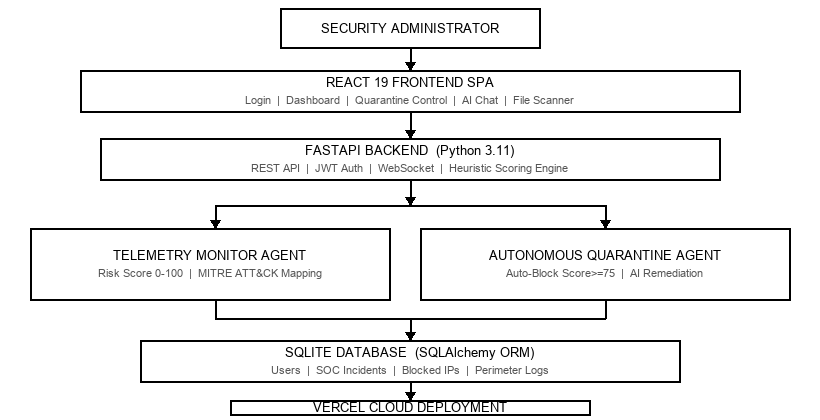 SECURITY ADMINISTRATOR
REACT 19 FRONTEND SPA
Login | Dashboard | Quarantine Control | AI Chat | File Scanner
FASTAPI BACKEND (Python 3.11)
REST API | JWT Auth | WebSocket | Heuristic Scoring Engine
TELEMETRY MONITOR AGENT
Risk Score 0-100 | MITRE ATT&CK Mapping
AUTONOMOUS QUARANTINE AGENT
Auto-Block Score>=75 | AI Remediation
SQLITE DATABASE (SQLAlchemy ORM)
Users | SOC Incidents | Blocked IPs | Perimeter Logs
VERCEL CLOUD DEPLOYMENT